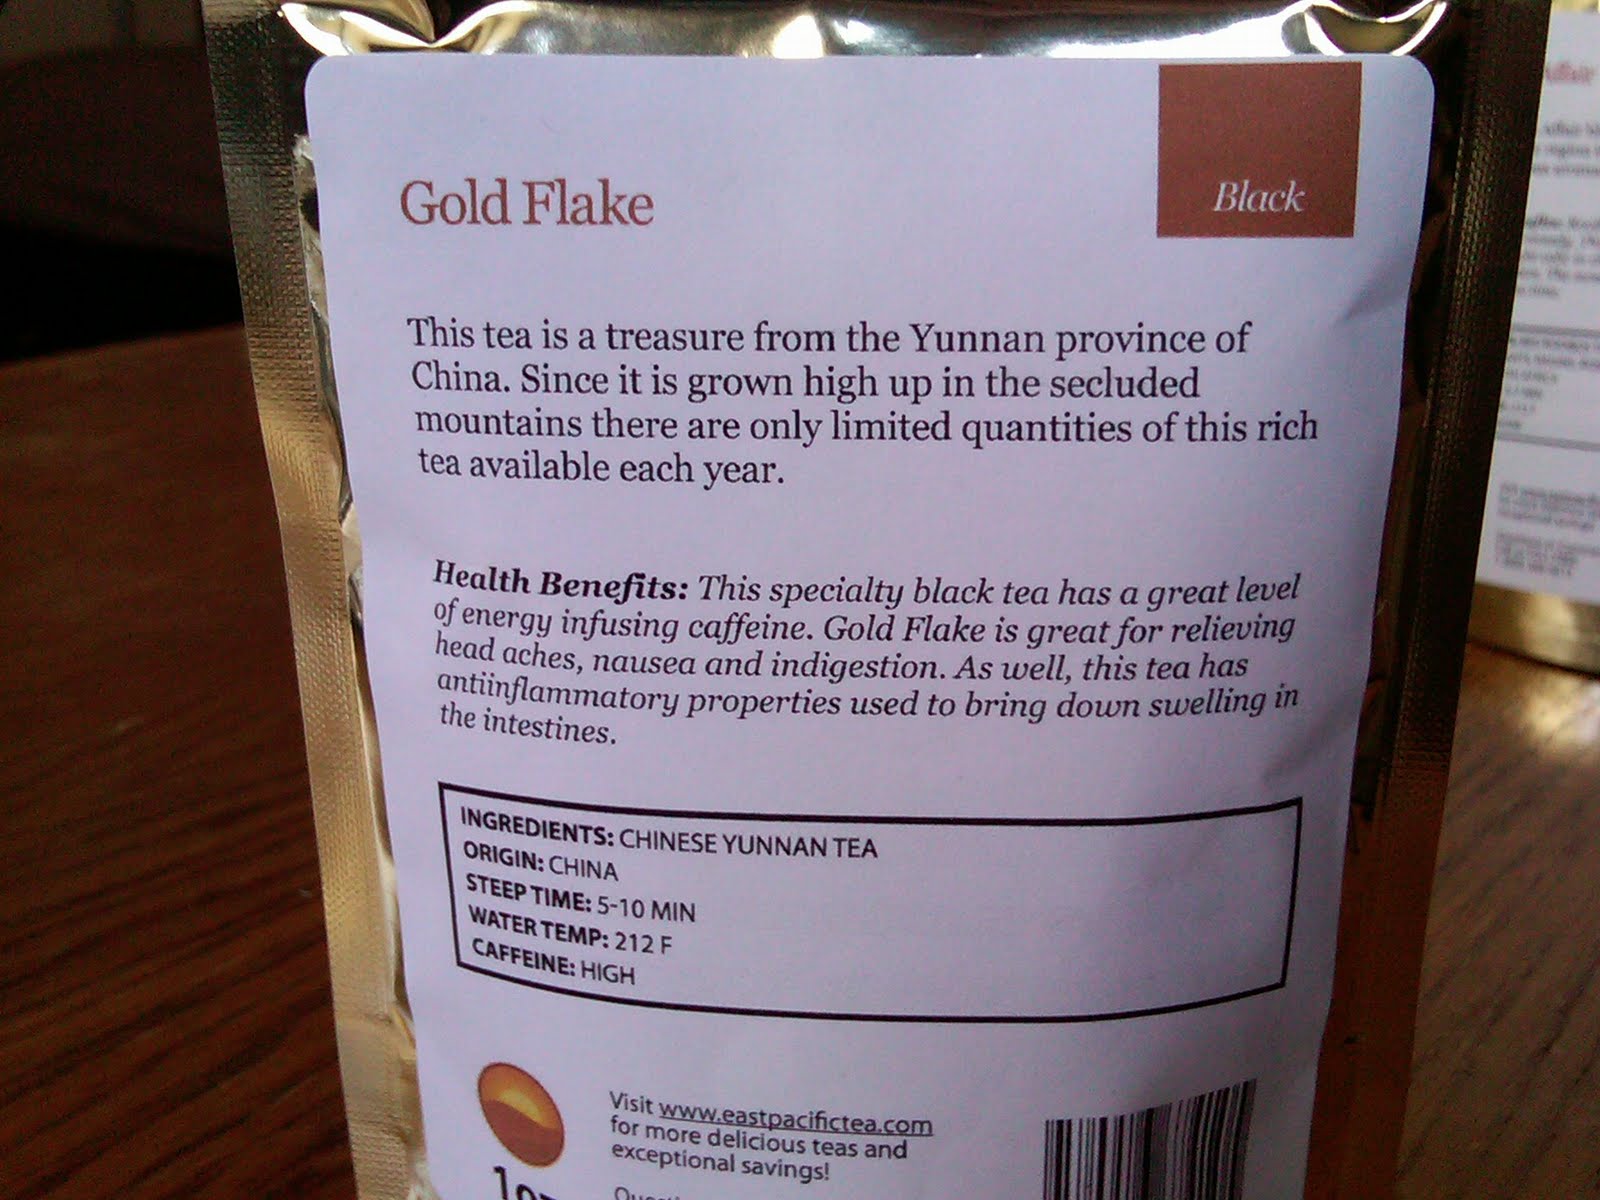 Gold Flake
Black
This tea is a treasure from the Yunnan province of
China. Since it is grown high up in the secluded
mountains there are only limited quantities of this rich
tea available each year.
Health Benefits: This specialty black tea has a great level
of energy infusing caffeine. Gold Flake is great for relieving
head aches, nausea and indigestion. As well, this tea has
antiinflammatory properties used to bring down swelling in
the intestines.
INGREDIENTS: CHINESE YUNNAN TEA
ORIGIN: CHINA
STEEP TIME: 5-10 MIN
WATER TEMP: 212 F
CAFFEINE: HIGH
Visit www.eastpacifictea.com
for more delicious teas and
exceptional savings!